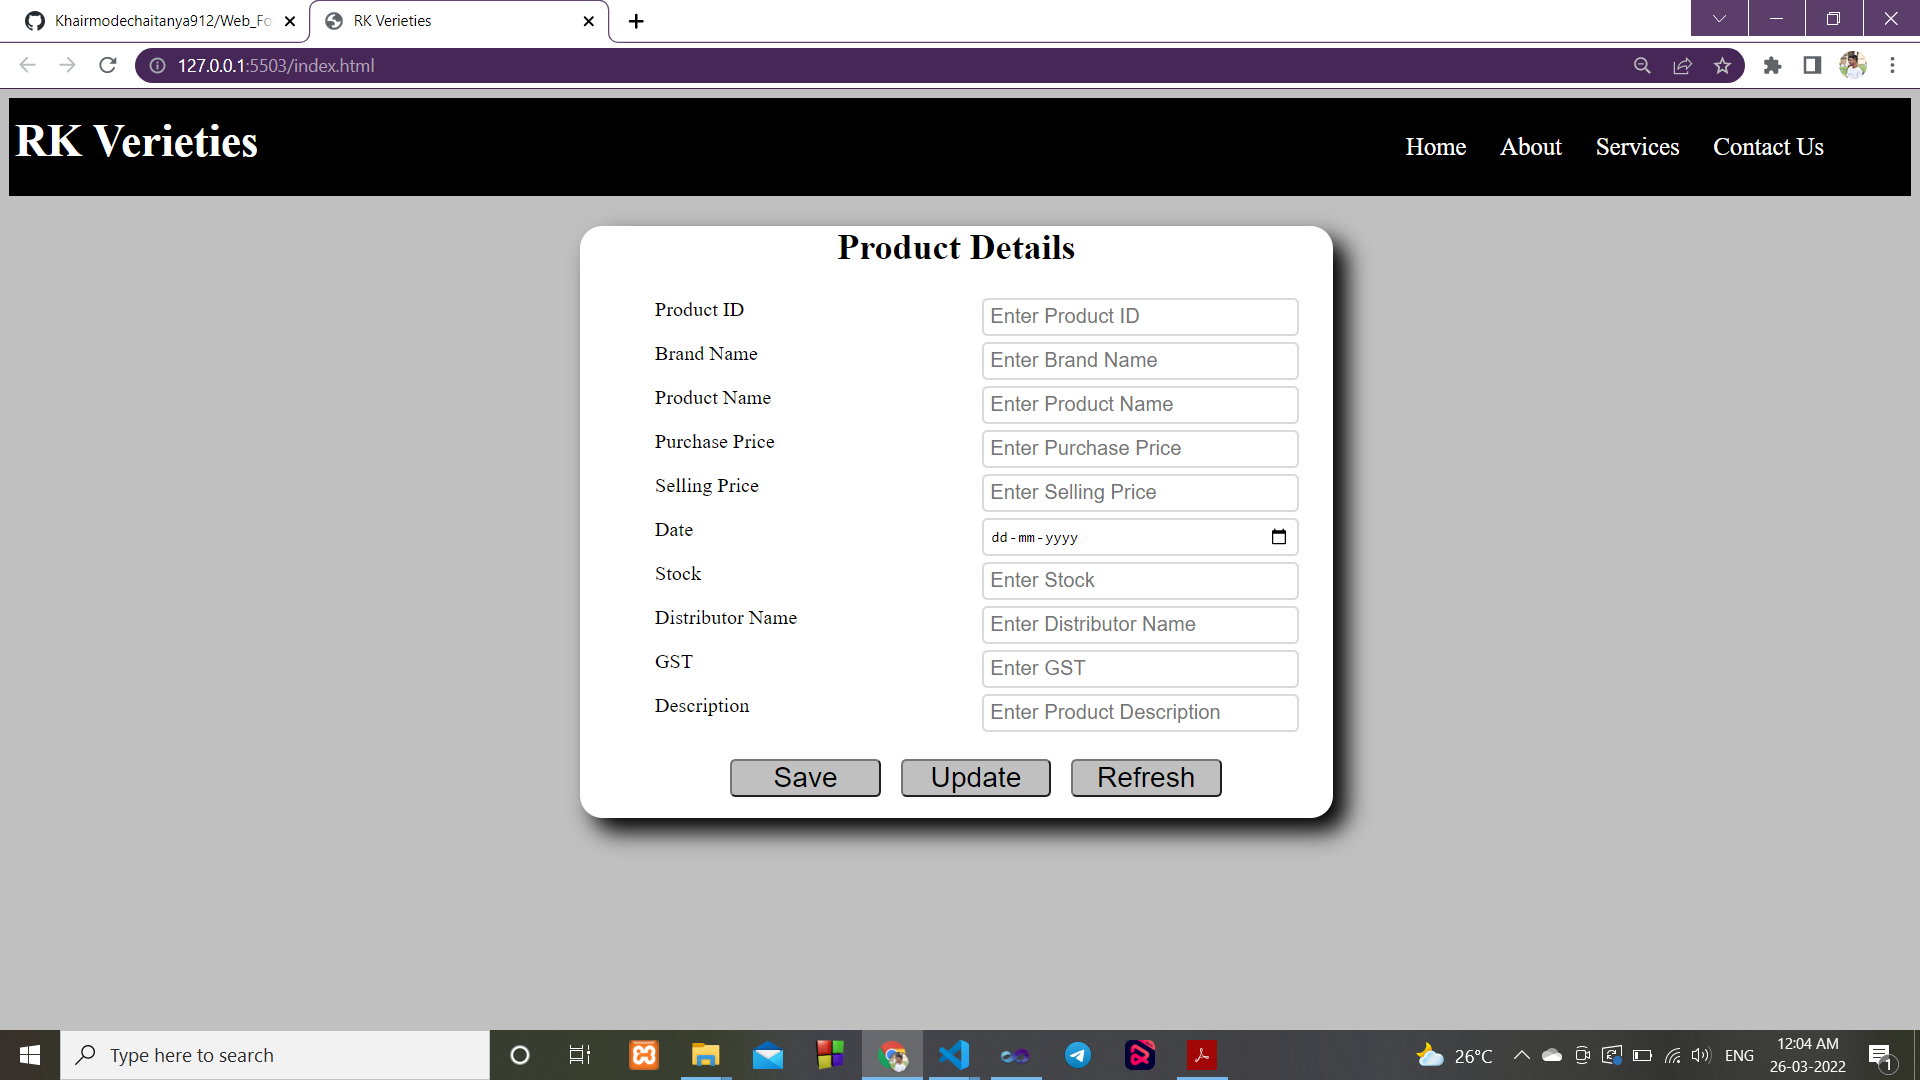 Khairmodechaitanya912/Web_Fo
RK Verieties
127.0.0.1:5503/index.html
RK Verieties
Home About Services Contact Us
Product Details
Product ID Enter Product ID
Brand Name Enter Brand Name
Product Name Enter Product Name
Purchase Price Enter Purchase Price
Selling Price Enter Selling Price
Date dd-mm-yyyy
Stock Enter Stock
Distributor Name Enter Distributor Name
GST Enter GST
Description Enter Product Description
Save Update Refresh
Type here to search
26°C
ENG
12:04 AM
26-03-2022
1